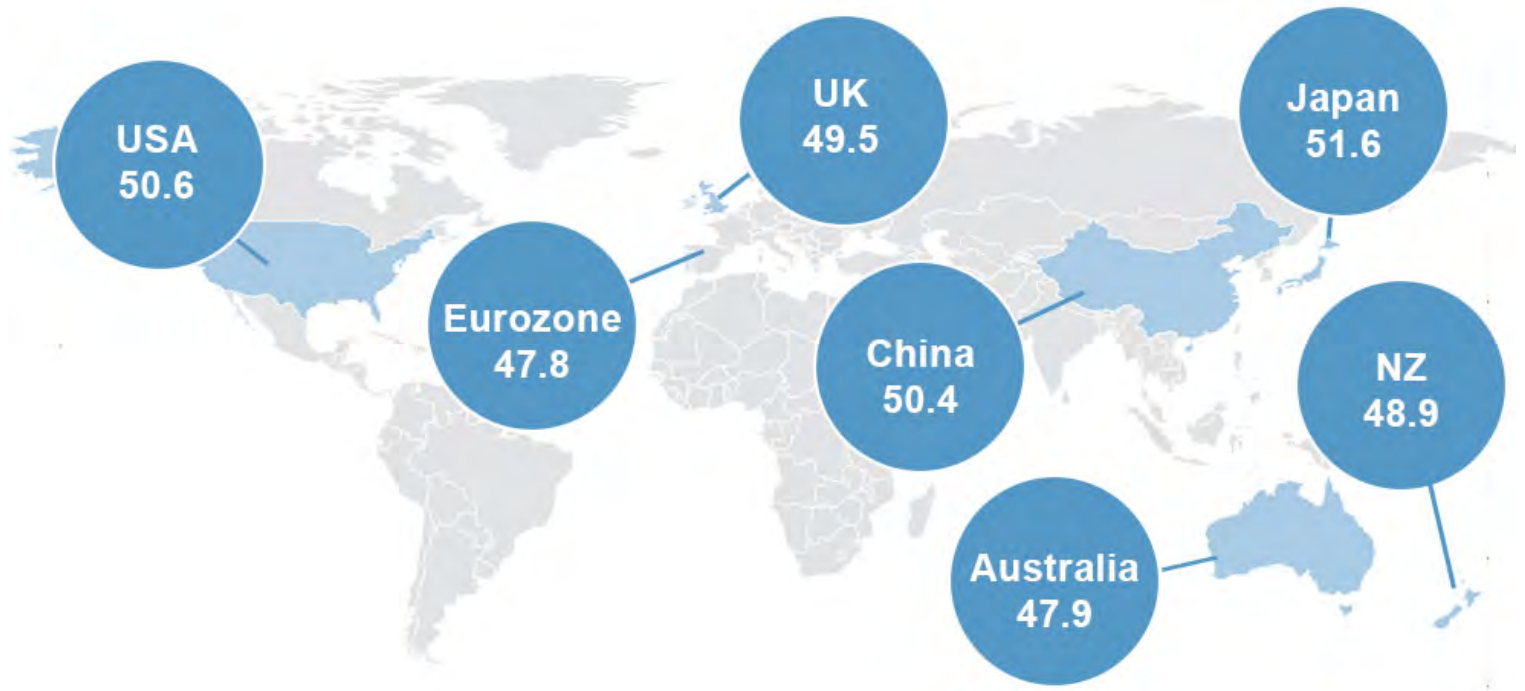 USA
50.6
UK
49.5
Japan
51.6
Eurozone
47.8
China
50.4
NZ
48.9
Australia
47.9